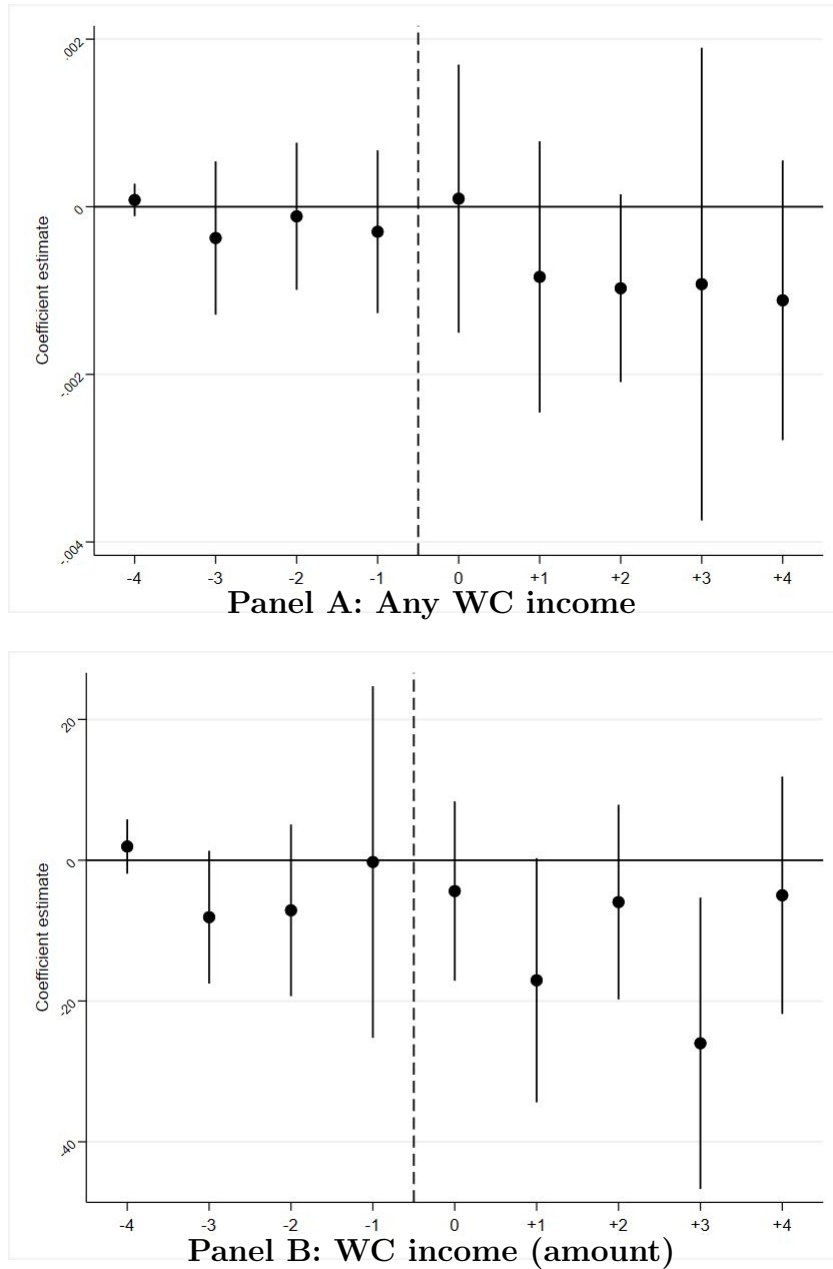 Coefficient estimate
.002
0
-.002
-.004
-4 -3 -2 -1 0 +1 +2 +3 +4
Panel A: Any WC income
Coefficient estimate
20
0
-20
-40
-4 -3 -2 -1 0 +1 +2 +3 +4
Panel B: WC income (amount)